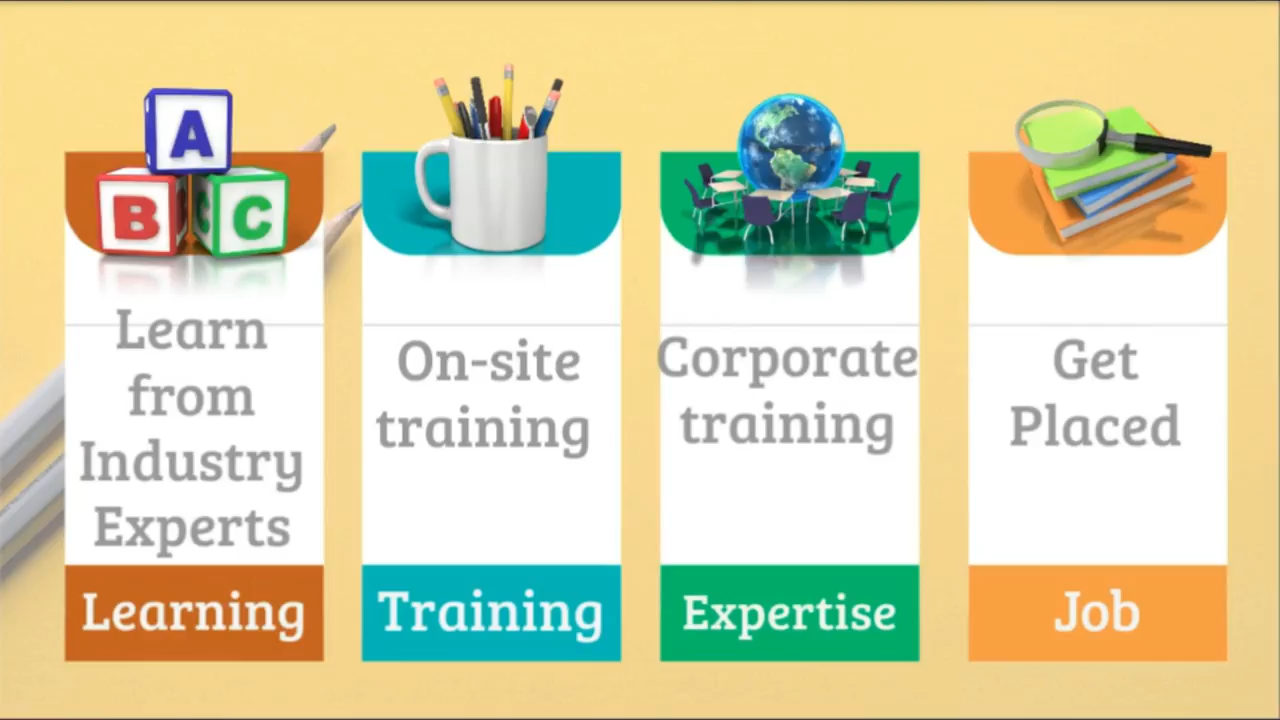 A
B C
Learn
from
Industry
Experts
Learning
On-site
training
Training
Corporate
training
Expertise
Get
Placed
Job